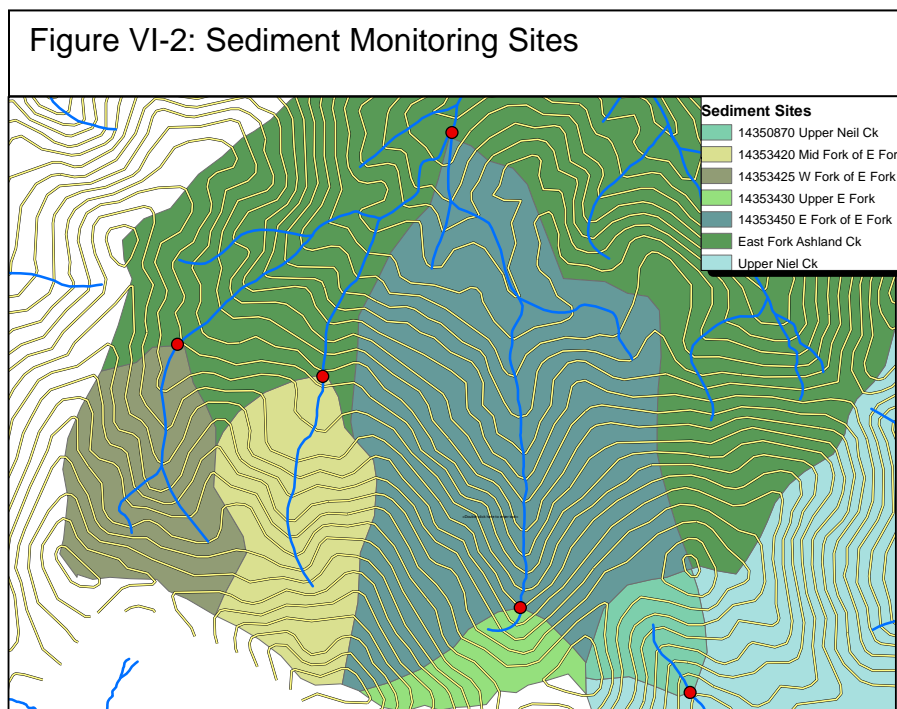 Figure VI-2: Sediment Monitoring Sites
Sediment Sites
14350870 Upper Neil Ck
14353420 Mid Fork of E For
14353425 W Fork of E Fork
14353430 Upper E Fork
14353450 E Fork of E Fork
East Fork Ashland Ck
Upper Niel Ck